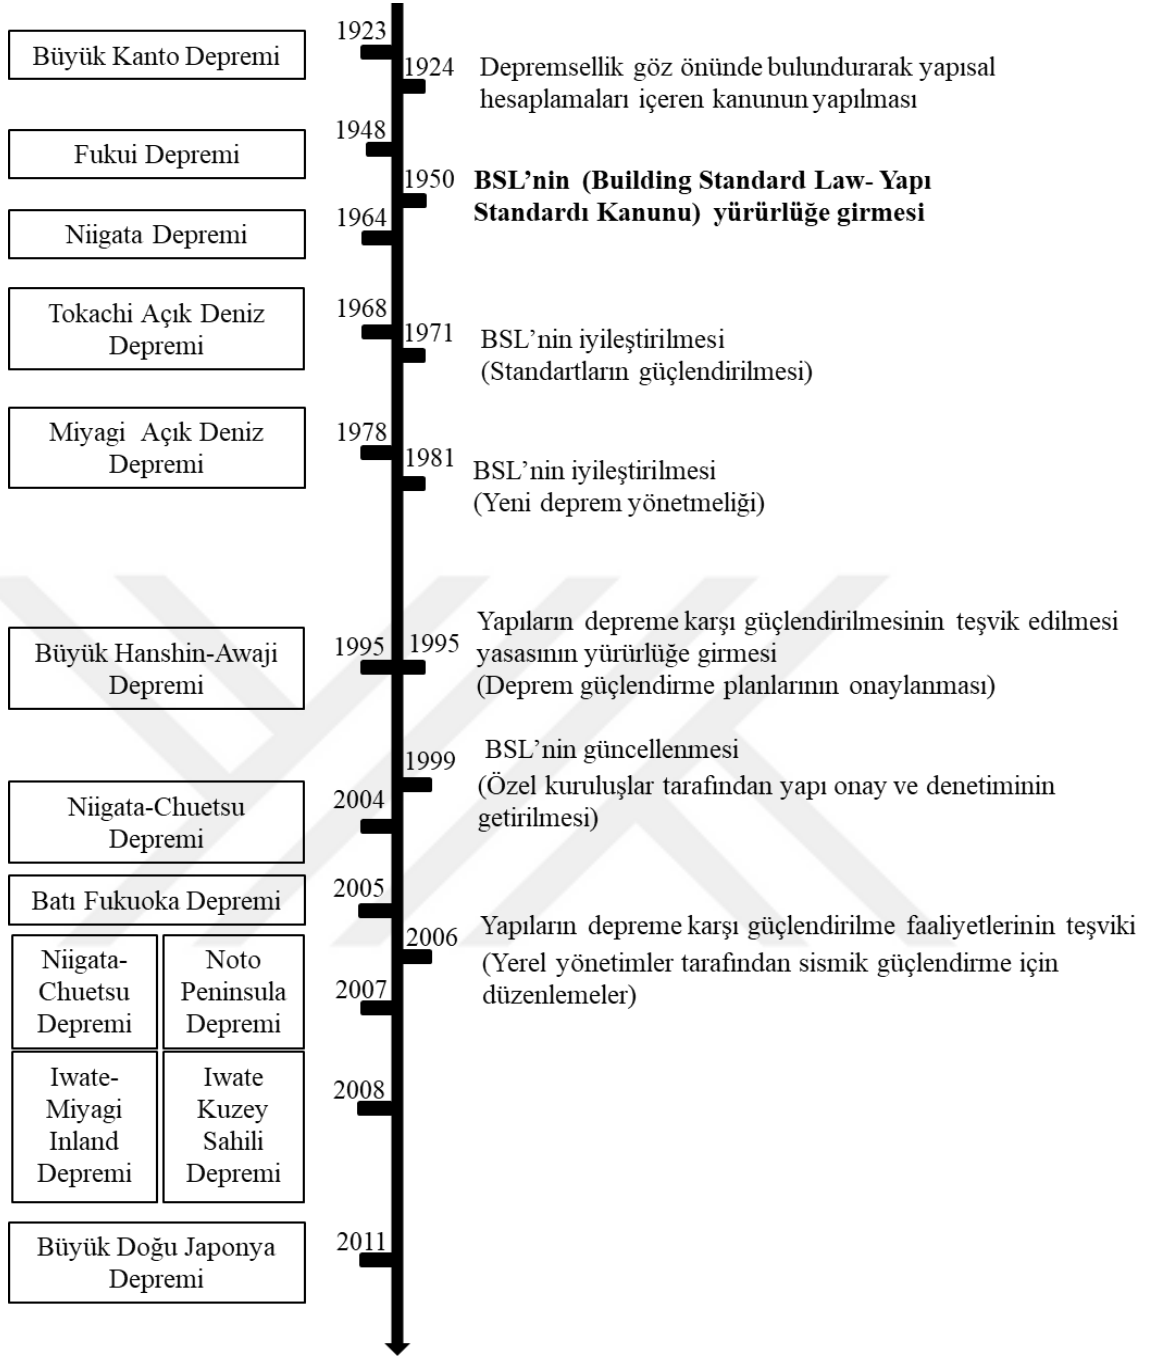 1923
Büyük Kanto Depremi
1924
Depremsellik göz önünde bulundurarak yapısal
hesaplamaları içeren kanunun yapılması
1948
Fukui Depremi
1950
BSL’nin (Building Standard Law- Yapı
Standardı Kanunu) yürürlüğe girmesi
1964
Niigata Depremi
1968
Tokachi Açık Deniz
Depremi
1971
BSL’nin iyileştirilmesi
(Standartların güçlendirilmesi)
1978
Miyagi Açık Deniz
Depremi
1981
BSL’nin iyileştirilmesi
(Yeni deprem yönetmeliği)
1995
Büyük Hanshin-Awaji
Depremi
1995
Yapıların depreme karşı güçlendirilmesinin teşvik edilmesi
yasasının yürürlüğe girmesi
(Deprem güçlendirme planlarının onaylanması)
1999
BSL’nin güncellenmesi
(Özel kuruluşlar tarafından yapı onay ve denetiminin
getirilmesi)
2004
Niigata-Chuetsu
Depremi
2005
Batı Fukuoka Depremi
2006
Yapıların depreme karşı güçlendirilme faaliyetlerinin teşviki
(Yerel yönetimler tarafından sismik güçlendirme için
düzenlemeler)
2007
Niigata-
Chuetsu
Depremi
Noto
Peninsula
Depremi
2008
Iwate-
Miyagi
Inland
Depremi
Iwate
Kuzey
Sahili
Depremi
2011
Büyük Doğu Japonya
Depremi